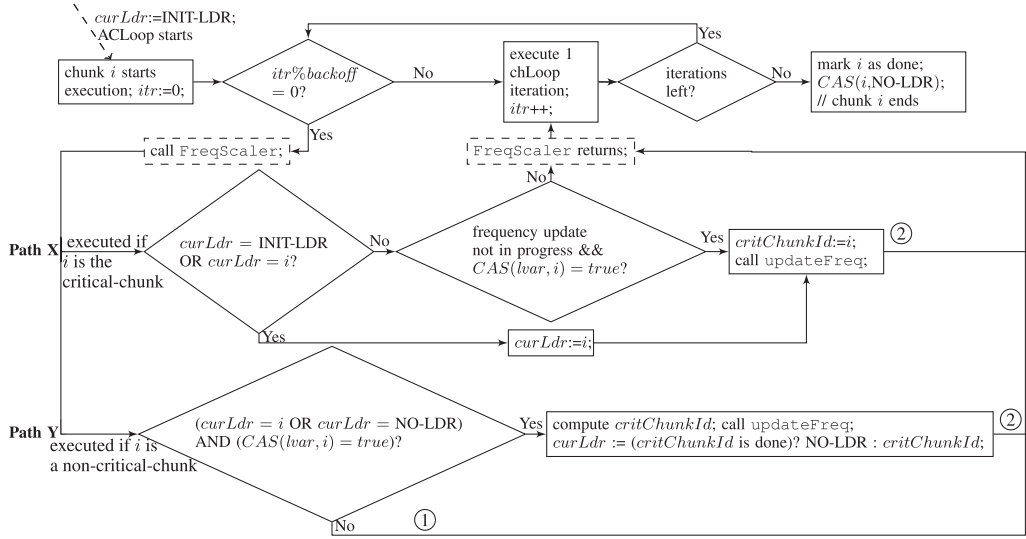 curLdr:=INIT-LDR;
ACLoop starts
chunk i starts
execution; itr:=0;
itr%backoff
= 0?
No
Yes
execute 1
chLoop
iteration;
itr++;
Yes
iterations
left?
No
mark i as done;
CAS(i,NO-LDR);
// chunk i ends
call FreqScaler;
FreqScaler returns;
Path X
executed if
i is the
critical-chunk
curLdr = INIT-LDR
OR curLdr = i?
No
Yes
No
frequency update
not in progress &&
CAS(lvar, i) = true?
Yes
critChunkId:=i;
call updateFreq;
2
curLdr:=i;
Path Y
executed if i is
a non-critical-chunk
(curLdr = i OR curLdr = NO-LDR)
AND (CAS(lvar, i) = true)?
Yes
No
compute critChunkId; call updateFreq;
curLdr := (critChunkId is done)? NO-LDR : critChunkId;
2
1